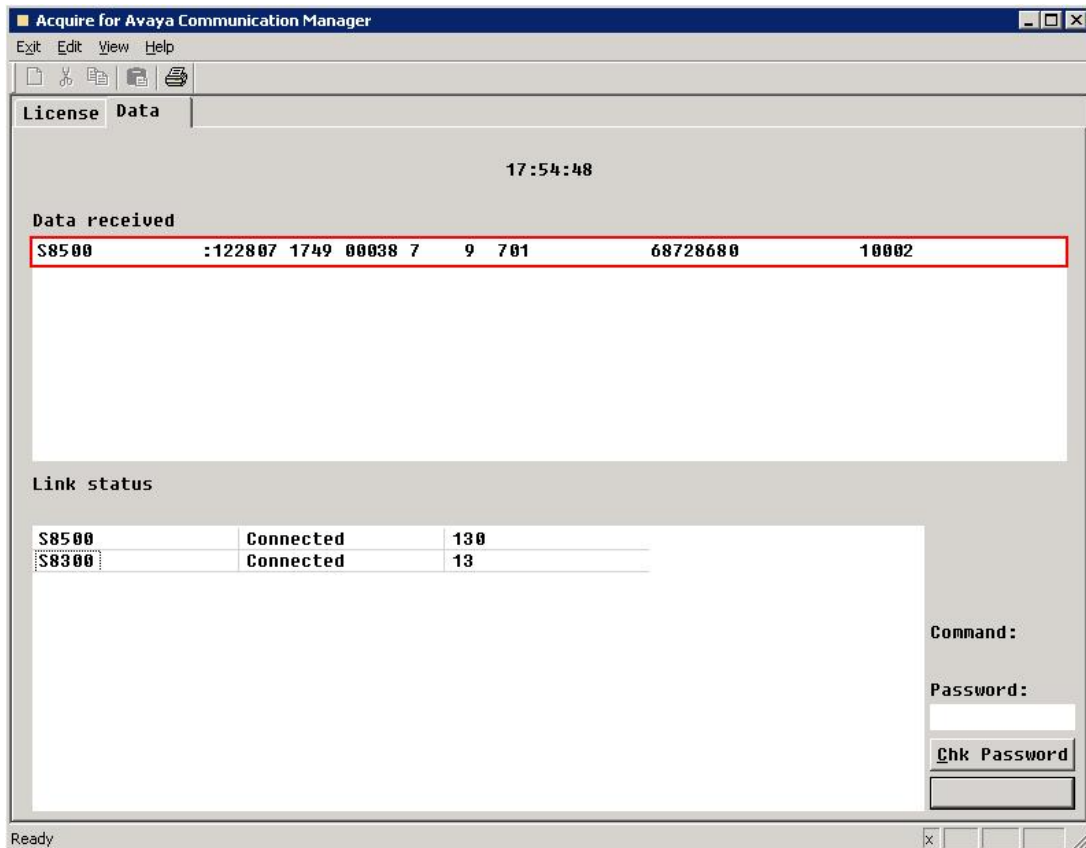 Acquire for Avaya Communication Manager
Exit Edit View Help
License Data
17:54:48
Data received
S8500 :122807 1749 00038 7 9 701 68728680 10002
Link status
S8500 Connected 130
S8300 Connected 13
Command:
Password:
Chk Password
Ready x